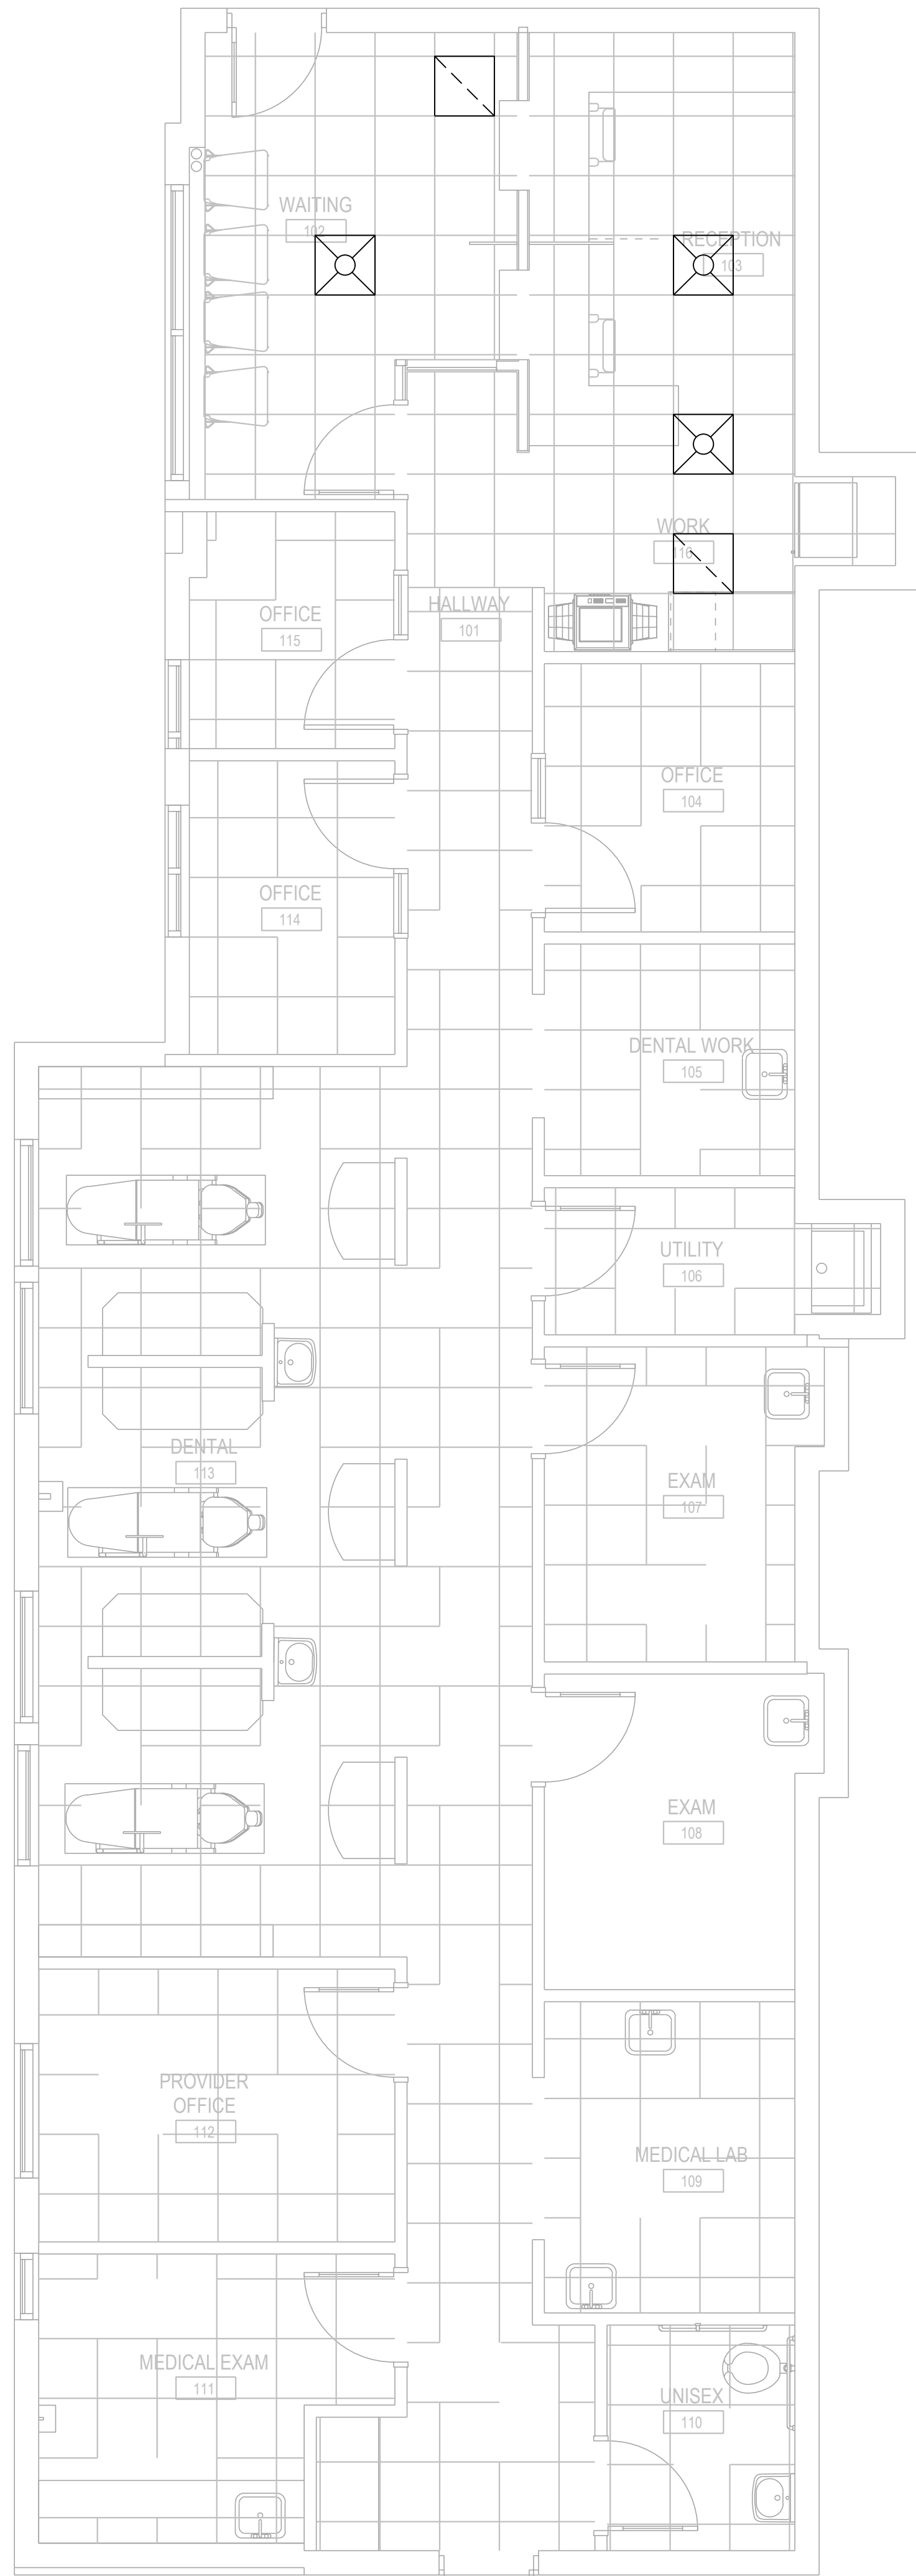 WAITING
102
RECEPTION
103
WORK
116
OFFICE
115
HALLWAY
101
OFFICE
104
OFFICE
114
DENTAL WORK
105
UTILITY
106
DENTAL
113
EXAM
107
EXAM
108
PROVIDER
OFFICE
112
MEDICAL LAB
109
MEDICAL EXAM
111
UNISEX
110